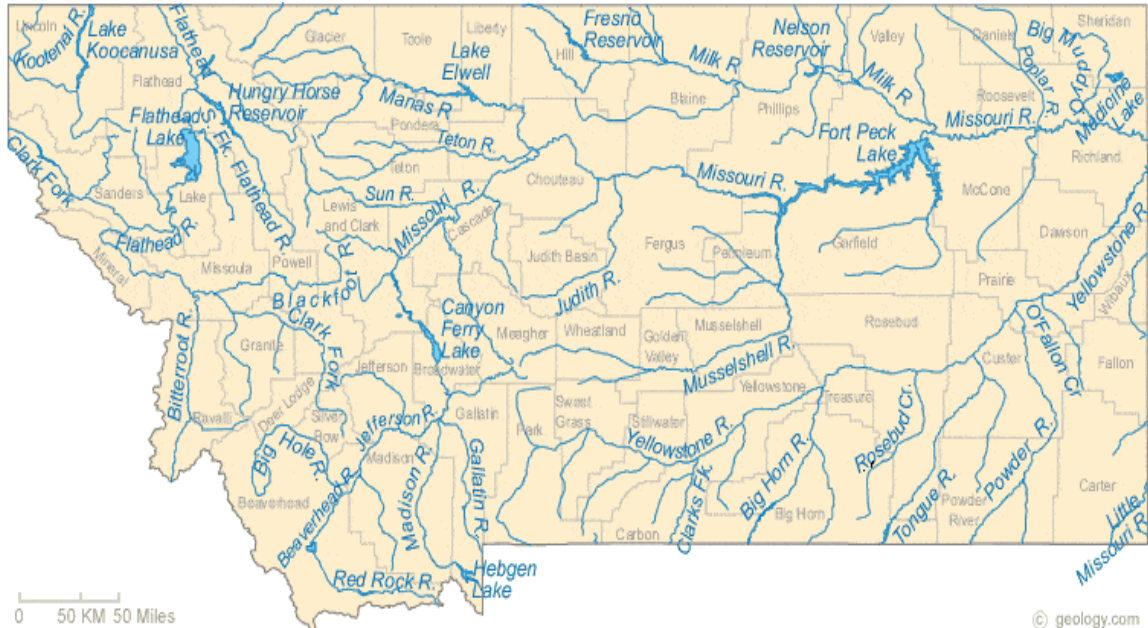 Lincoln
Kootenai R.
Lake
Koocanusa
Flathead
Flathead
Glacier
Toole
Liberty
Hill
Fresno
Reservoir
Milk R
Blaine
Nelson
Reservoir
Phillips
Valley
Milk R.
Daniels
Poplar R.
Roosevelt
Sheridan
Big Muddy Cr
Medicine
Lake
Missouri R.
Richland
Lake
Elwell
Marias R.
Hungry Horse
Reservoir
Flathead
Lake
S. Fk. Flathead R.
Pondera
Teton R.
Teton
Sun R.
Chouteau
Missouri R.
Missouri R.
Fort Peck
Lake
McCone
Garfield
Dawson
Yellowstone R.
Wibaux
Prairie
Clark Fork
Sanders
Lake
Flathead R.
Mineral
Missoula
Powell
Lewis
and Clark
Cascade
Judith Basin
Judith R.
Fergus
Petroleum
Blackfoot R.
Clark Fork
Canyon
Ferry
Lake
Meagher
Wheatland
Golden
Valley
Musselshell
Musselshell R.
Rosebud
Custer
O'Fallon Cr
Fallon
Bitterroot R.
Granite
Ravalli
Deer Lodge
Silver
Bow
Jefferson
Broadwater
Jefferson R.
Gallatin
Park
Sweet
Grass
Stillwater
Yellowstone
Yellowstone R.
Treasure
Rosebud Cr.
Big
Hole R.
Beaverhead
Beaverhead R.
Madison
Madison R.
Gallatin R.
Carbon
Clarks Fk.
Big Horn R.
Big Horn
Tongue R.
Powder R.
Powder
River
Carter
Little
Missouri R.
Red Rock R.
Hebgen
Lake
0 50 KM 50 Miles
© geology.com